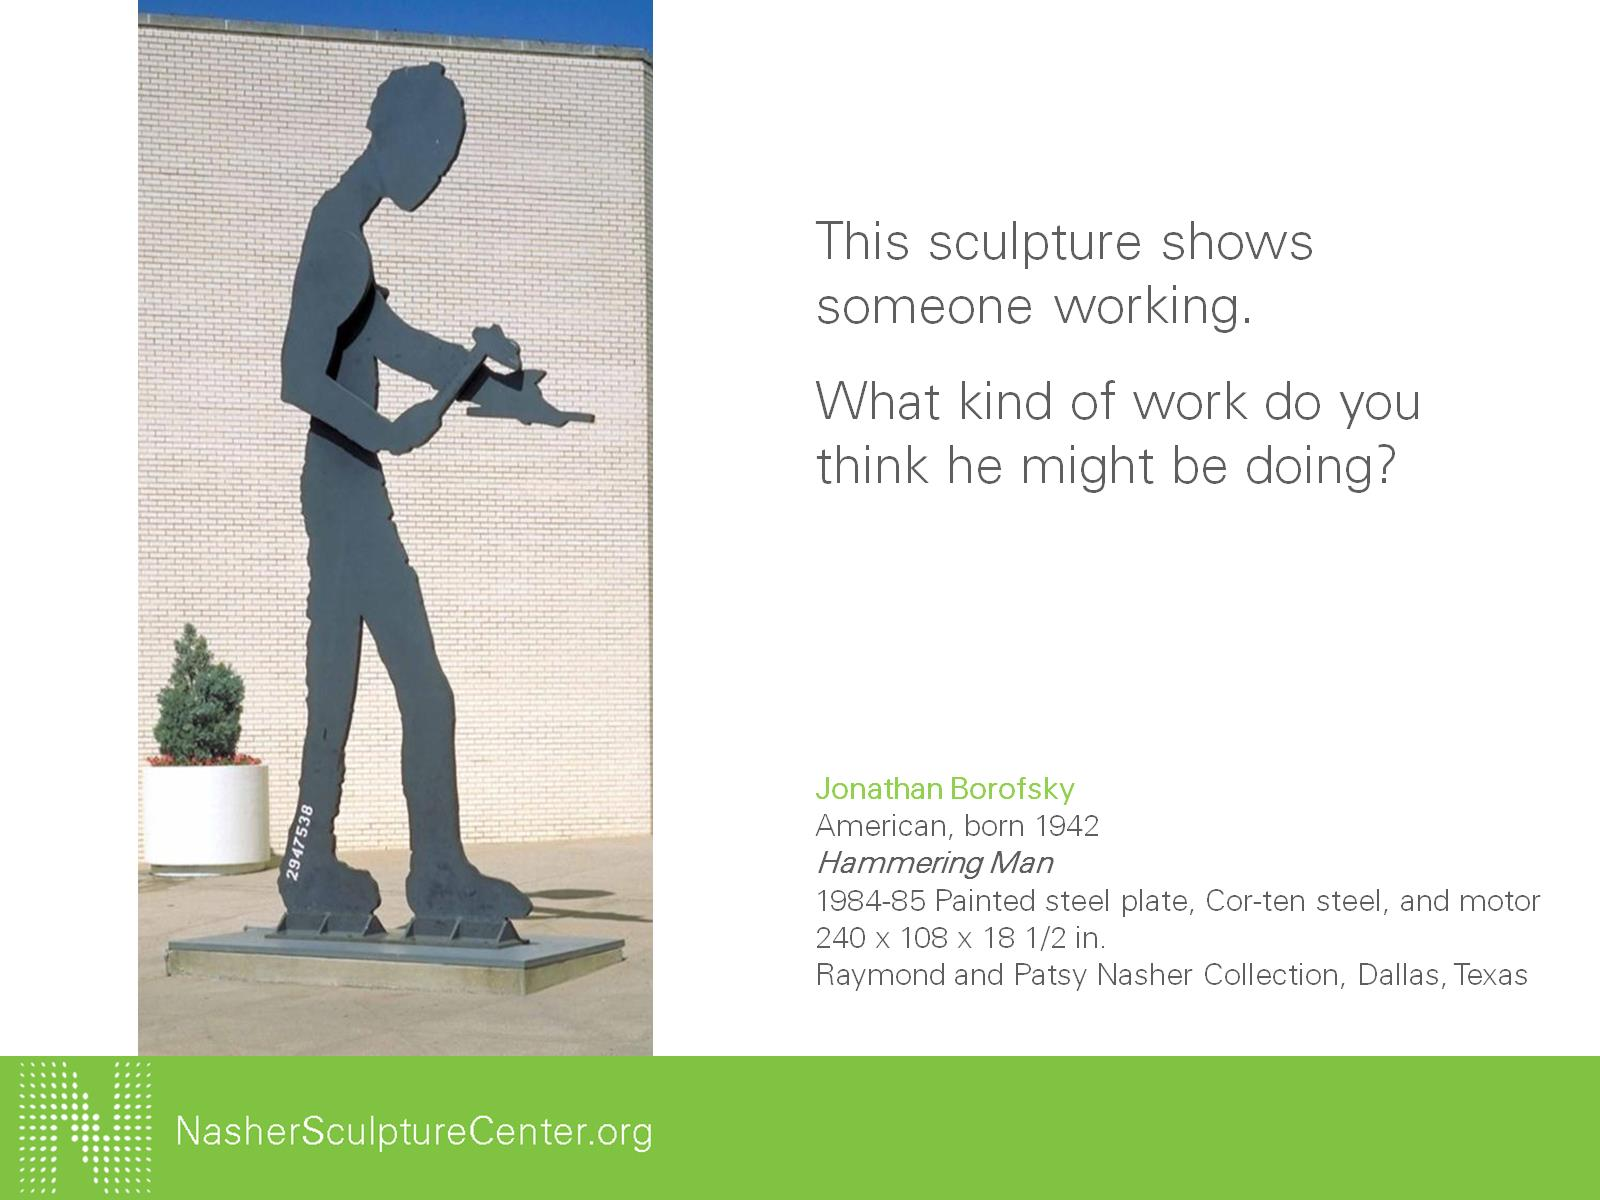 This sculpture shows
someone working.
What kind of work do you
think he might be doing?
2947538
Jonathan Borofsky
American, born 1942
Hammering Man
1984-85 Painted steel plate, Cor-ten steel, and motor
240 x 108 x 18 1/2 in.
Raymond and Patsy Nasher Collection, Dallas, Texas
NasherSculptureCenter.org